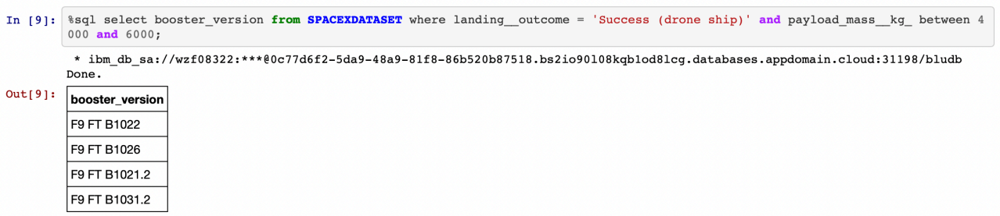 In [9]: %sql select booster_version from SPACEXDATASET where landing__outcome = 'Success (drone ship)' and payload_mass__kg_ between 4
000 and 6000;
* ibm_db_sa://wzf08322:***@0c77d6f2-5da9-48a9-81f8-86b520b87518.bs2io90l08kqb1od8lcg.databases.appdomain.cloud:31198/bludb
Done.
Out[9]: booster_version
F9 FT B1022
F9 FT B1026
F9 FT B1021.2
F9 FT B1031.2